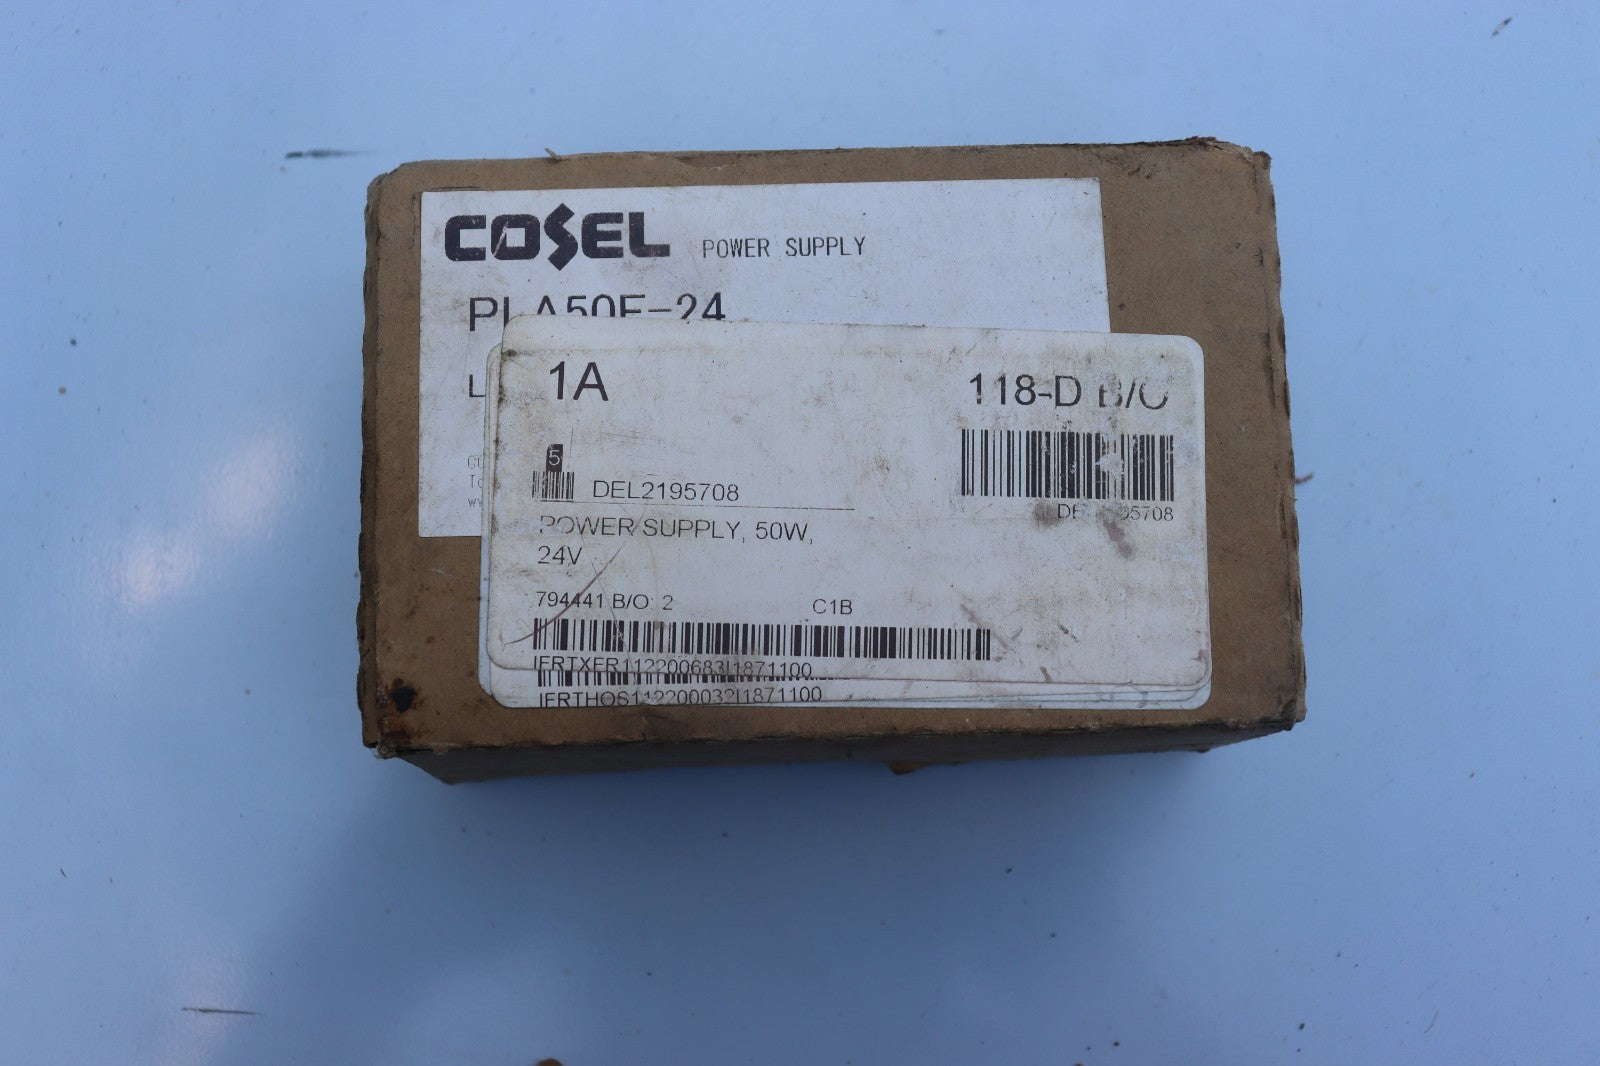 COSEL POWER SUPPLY
PLA50F-24
L
1A
118-D B/O
5
DEL2195708
POWER SUPPLY, 50W,
24V
794441 B/O: 2 C1B
IFRTXFR112200683I1871100
IFRTHOS112200032I1871100